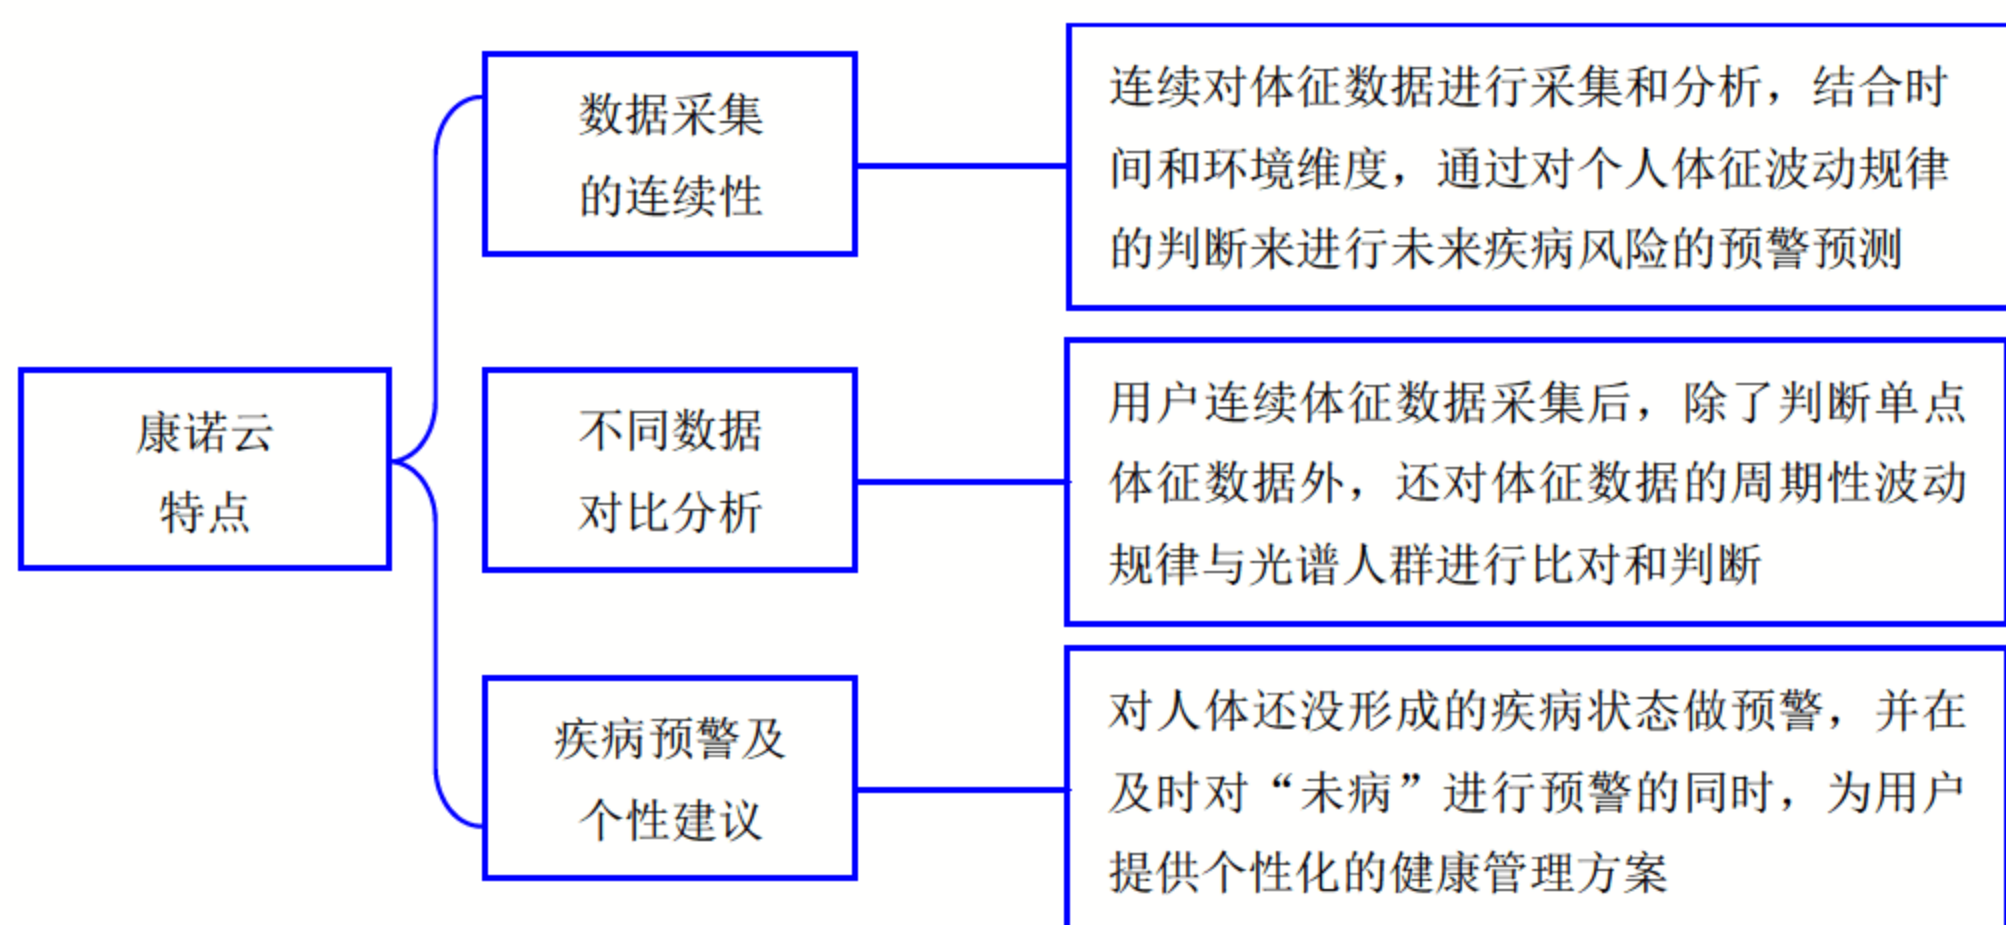 康诺云
特点
数据采集
的连续性
连续对体征数据进行采集和分析，结合时
间和环境维度，通过对个人体征波动规律
的判断来进行未来疾病风险的预警预测
不同数据
对比分析
用户连续体征数据采集后，除了判断单点
体征数据外，还对体征数据的周期性波动
规律与光谱人群进行比对和判断
疾病预警及
个性建议
对人体还没形成的疾病状态做预警，并在
及时对“未病”进行预警的同时，为用户
提供个性化的健康管理方案